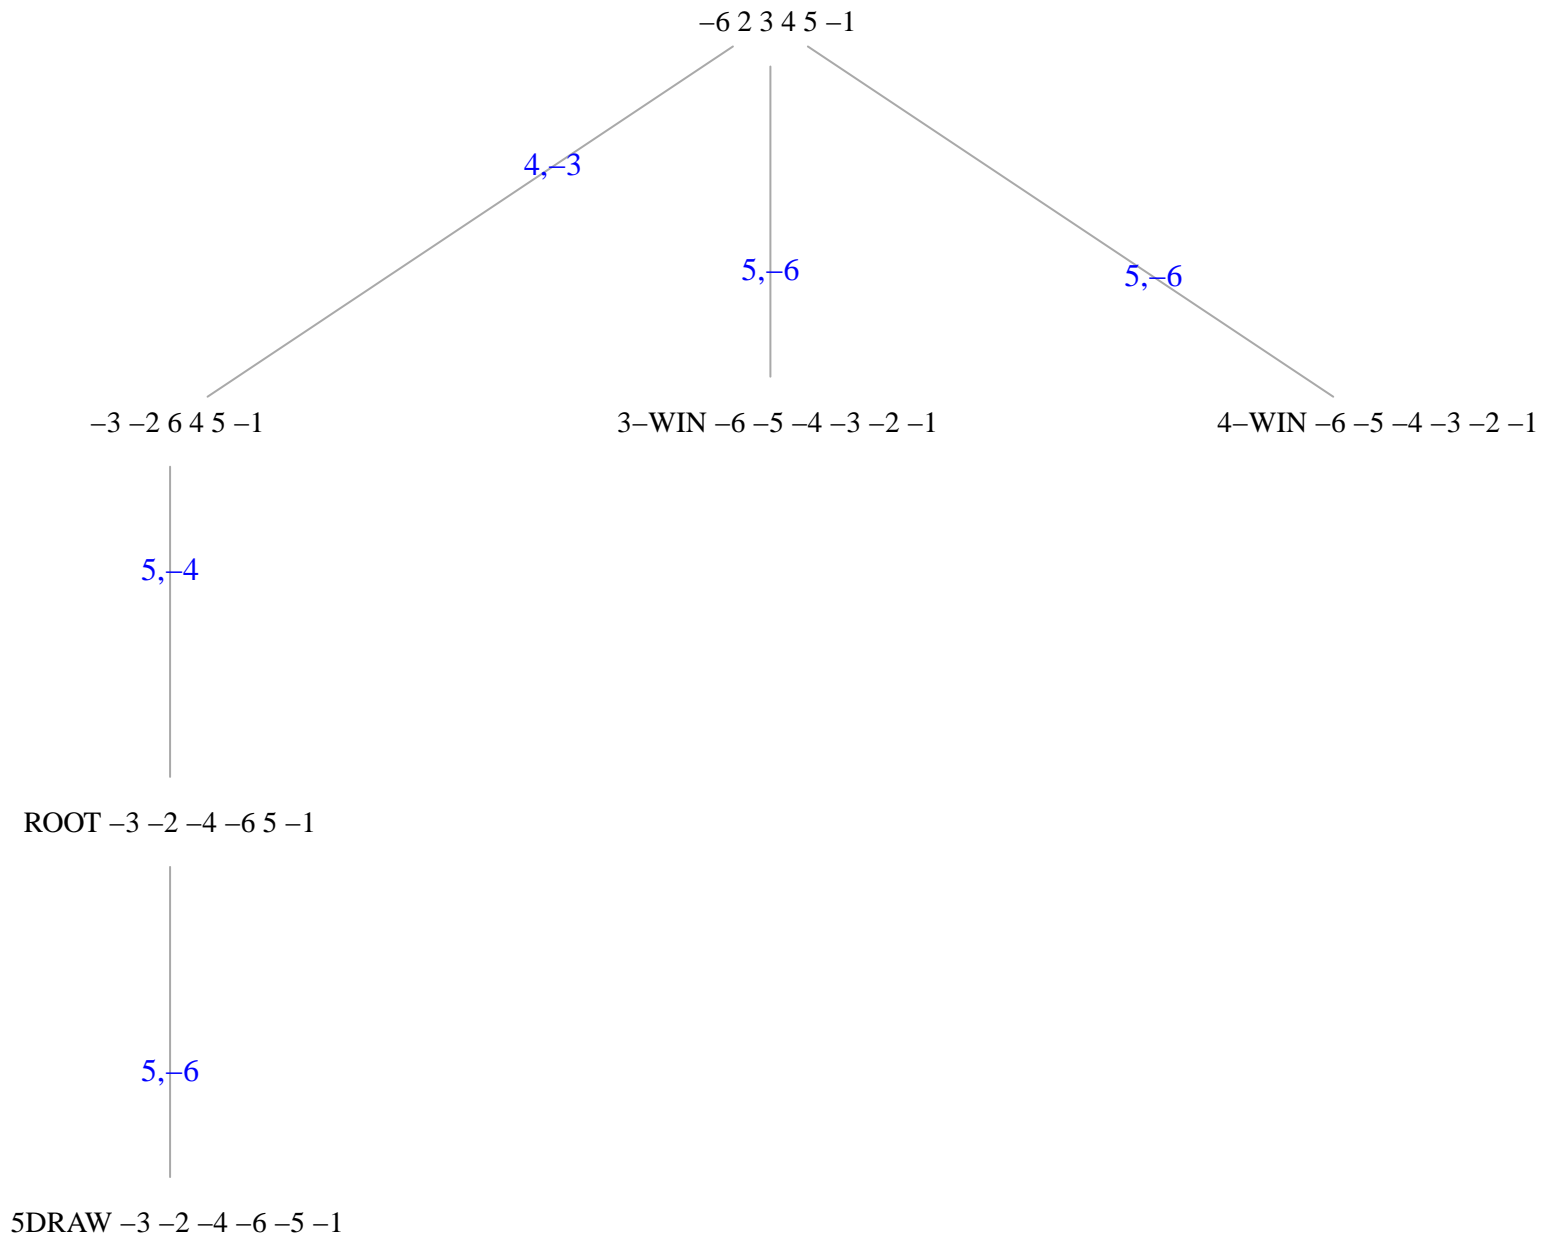 –6 2 3 4 5 –1
4,–3
5,–6
5,–6
–3 –2 6 4 5 –1
3–WIN –6 –5 –4 –3 –2 –1
4–WIN –6 –5 –4 –3 –2 –1
5,–4
ROOT –3 –2 –4 –6 5 –1
5,–6
5DRAW –3 –2 –4 –6 –5 –1